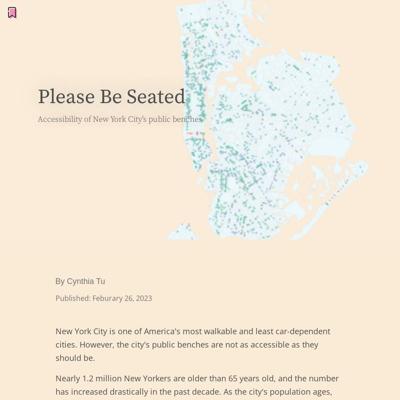 Please Be Seated
Accessibility of New York City's public benches
By Cynthia Tu
Published: Feburary 26, 2023
New York City is one of America's most walkable and least car-dependent
cities. However, the city's public benches are not as accessible as they
should be.
Nearly 1.2 million New Yorkers are older than 65 years old, and the number
has increased drastically in the past decade. As the city's population ages,